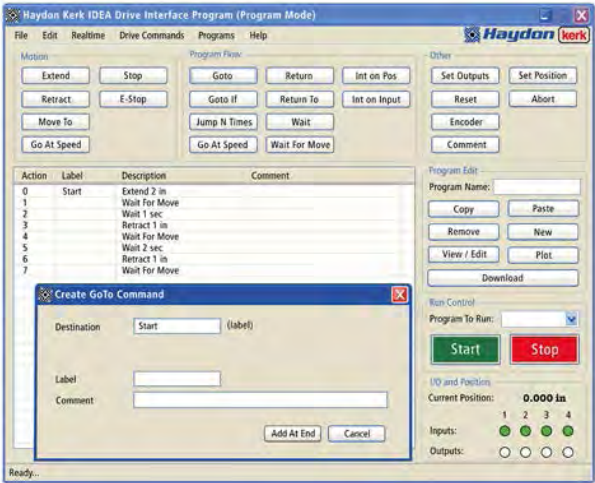 Haydon Kerk IDEA Drive Interface Program (Program Mode)
File Edit Realtime Drive Commands Programs Help
Haydon kerk
Motion
Extend Stop
Retract E-Stop
Move To
Go At Speed
Program Flow
Goto Return Int on Pos
Goto If Return To Int on Input
Jump N Times Wait
Go At Speed Wait For Move
Other
Set Outputs Set Position
Reset Abort
Encoder
Comment
Action Label Description Comment
0 Start Extend 2 in
1 Wait For Move
2 Wait 1 sec
3 Retract 1 in
4 Wait For Move
5 Wait 2 sec
6 Retract 1 in
7 Wait For Move
Program Edit
Program Name:
Copy Paste
Remove New
View / Edit Plot
Download
Run Control
Program To Run:
Start Stop
I/O and Position
Current Position: 0.000 in
1 2 3 4
Inputs:
Outputs:
Create GoTo Command
Destination Start (label)
Label
Comment
Add At End Cancel
Ready...